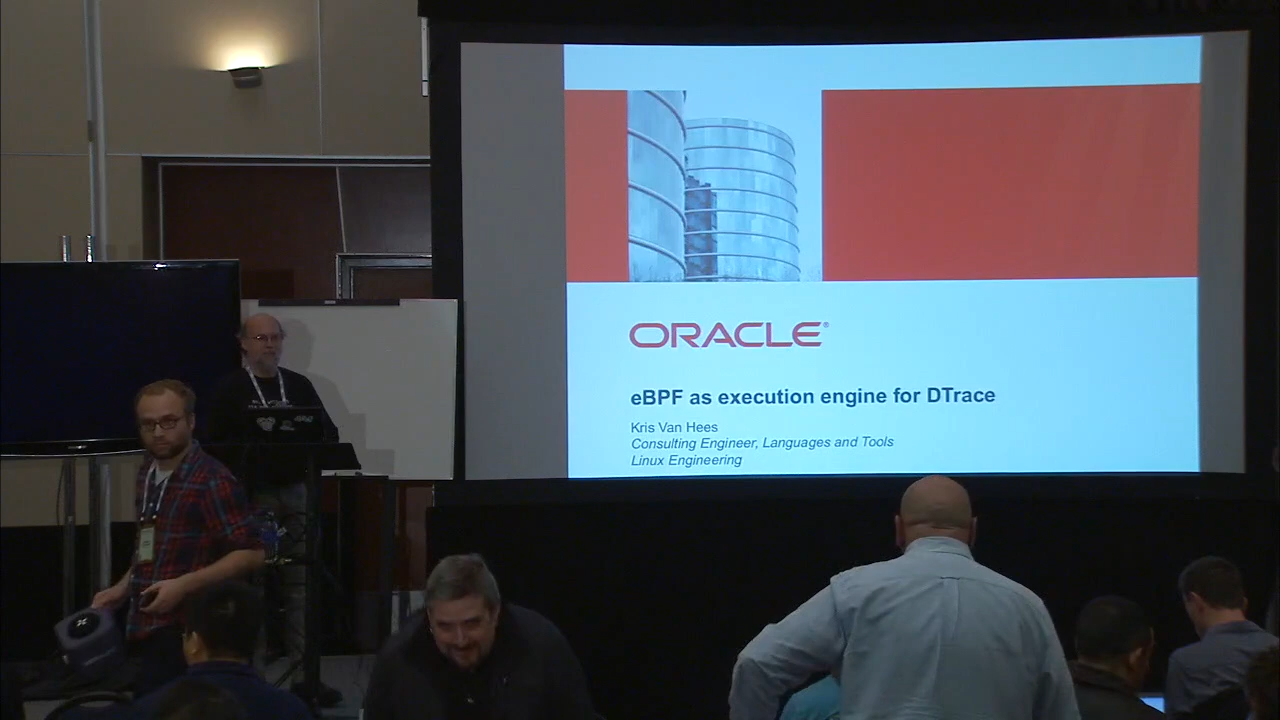 ORACLE®
eBPF as execution engine for DTrace
Kris Van Hees
Consulting Engineer, Languages and Tools
Linux Engineering